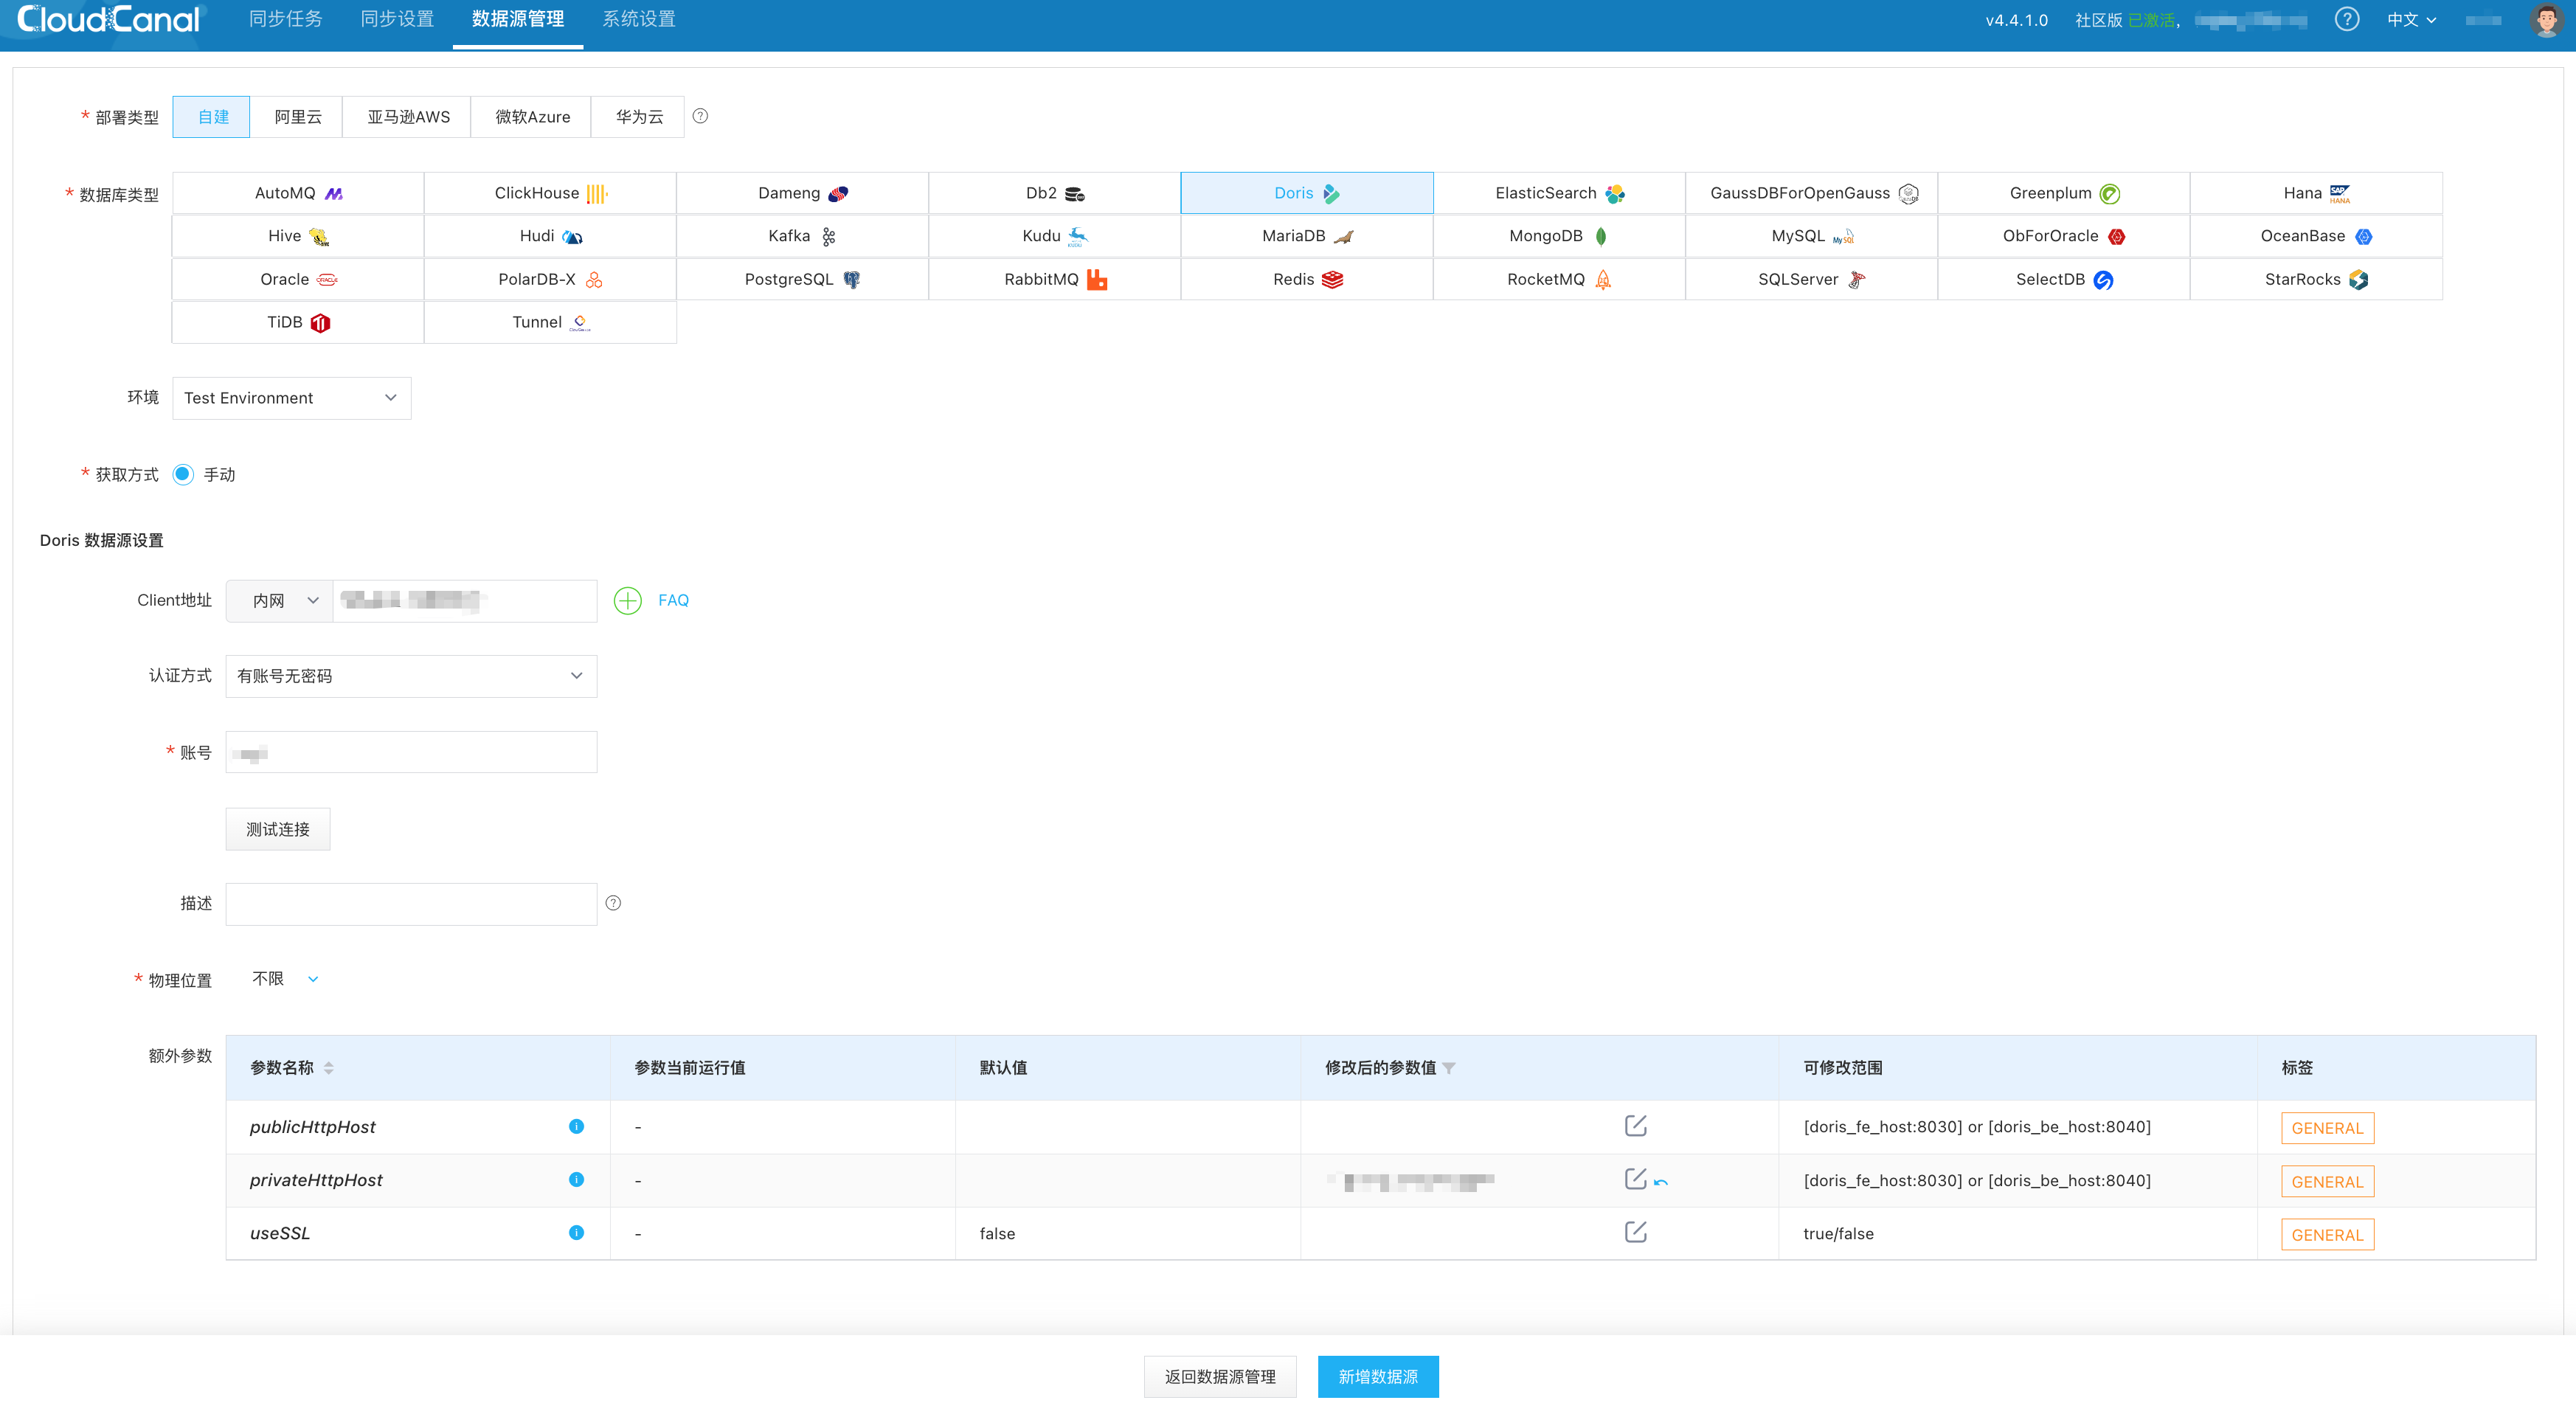 CloudCanal 同步任务 同步设置 数据源管理 系统设置 v4.4.1.0 社区版 已激活, ? 中文
* 部署类型 自建 阿里云 亚马逊AWS 微软Azure 华为云 ?
* 数据库类型 AutoMQ ClickHouse Dameng Db2 Doris ElasticSearch GaussDBForOpenGauss Greenplum Hana SAP HANA
Hive Hudi Kafka Kudu KUDU MariaDB MongoDB MySQL MySQL ObForOracle OceanBase
Oracle ORACLE PolarDB-X PostgreSQL RabbitMQ Redis RocketMQ SQLServer SelectDB StarRocks
TiDB Tunnel
环境 Test Environment
* 获取方式 手动
Doris 数据源设置
Client地址 内网 FAQ
认证方式 有账号无密码
* 账号
测试连接
描述 ?
* 物理位置 不限
额外参数 参数名称 参数当前运行值 默认值 修改后的参数值 可修改范围 标签
publicHttpHost i - [doris_fe_host:8030] or [doris_be_host:8040] GENERAL
privateHttpHost i - [doris_fe_host:8030] or [doris_be_host:8040] GENERAL
useSSL i - false true/false GENERAL
返回数据源管理 新增数据源